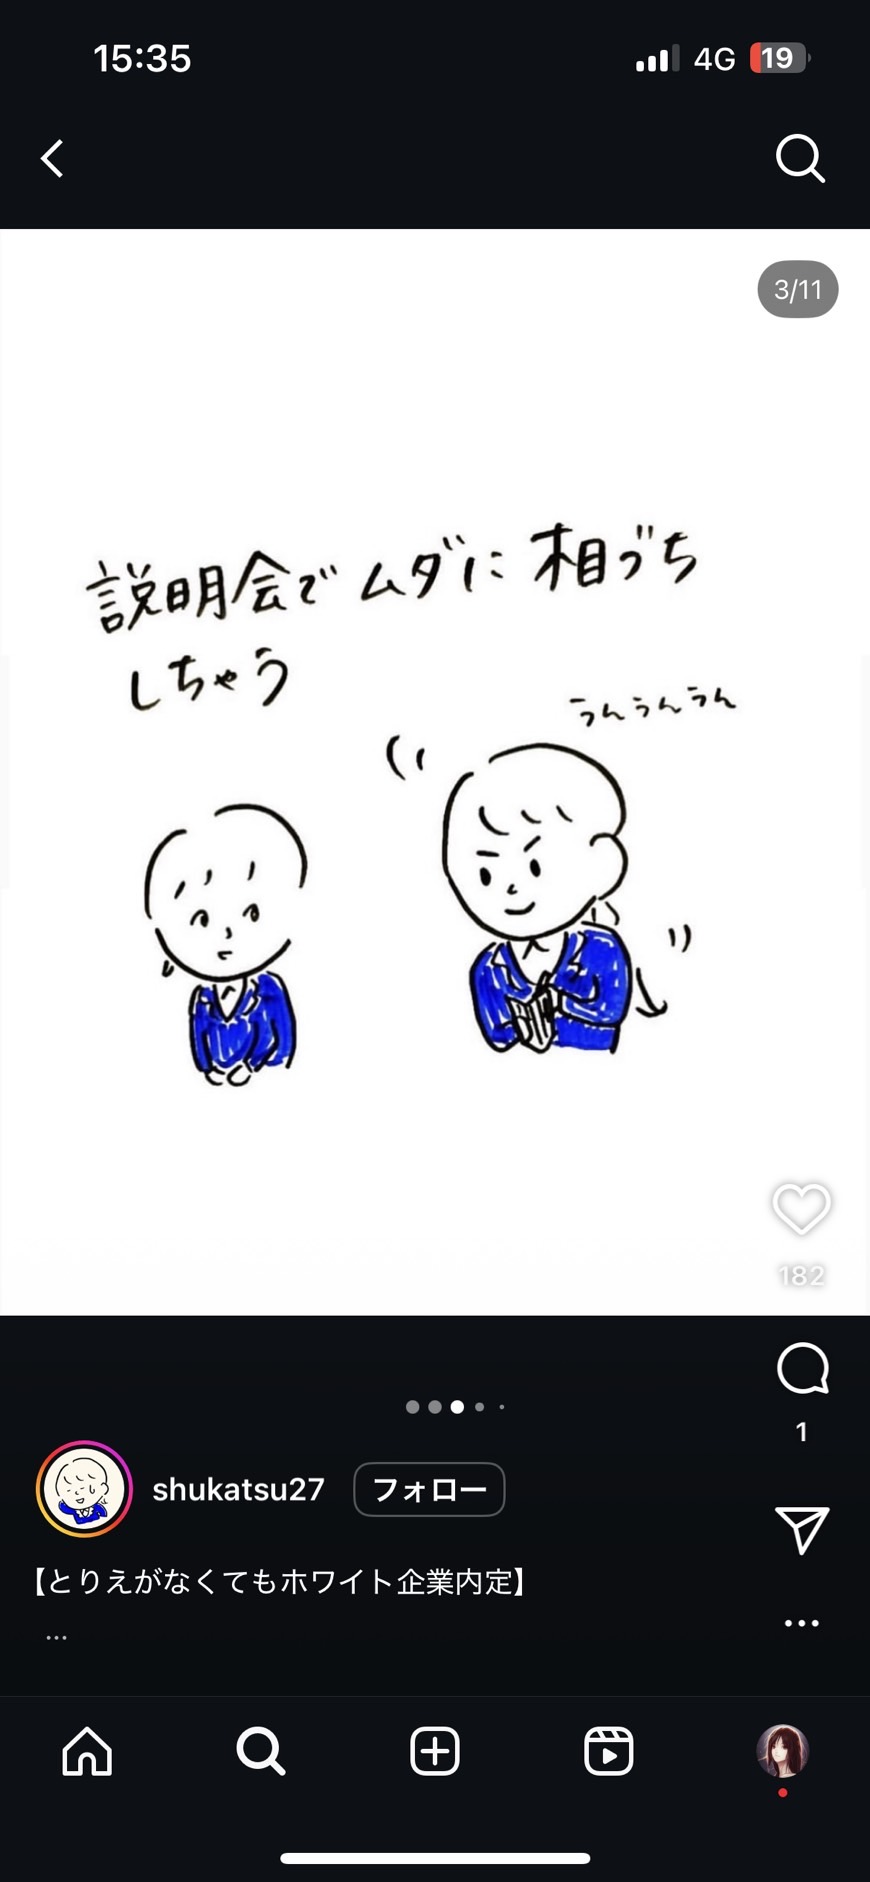 15:35
4G
19
3/11
説明会でムダに相づち
しちゃう
うんうんうん
182
1
shukatsu27
フォロー
【とりえがなくてもホワイト企業内定】
...